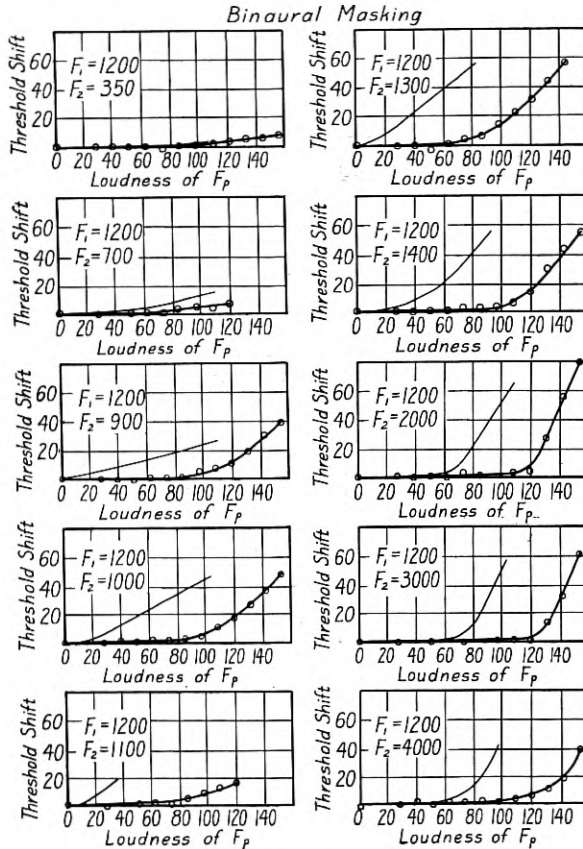 Binaural Masking
Threshold Shift
60
40
20
F₁=1200
F₂=350
0 20 40 60 80 100 120 140
Loudness of Fₚ
Threshold Shift
60
40
20
F₁=1200
F₂=1300
0 20 40 60 80 100 120 140
Loudness of Fₚ
Threshold Shift
60
40
20
F₁=1200
F₂=700
0 20 40 60 80 100 120 140
Loudness of Fₚ
Threshold Shift
60
40
20
F₁=1200
F₂=1400
0 20 40 60 80 100 120 140
Loudness of Fₚ
Threshold Shift
60
40
20
F₁=1200
F₂=900
0 20 40 60 80 100 120 140
Loudness of Fₚ
Threshold Shift
60
40
20
F₁=1200
F₂=2000
0 20 40 60 80 100 120 140
Loudness of Fₚ
Threshold Shift
60
40
20
F₁=1200
F₂=1000
0 20 40 60 80 100 120 140
Loudness of Fₚ
Threshold Shift
60
40
20
F₁=1200
F₂=3000
0 20 40 60 80 100 120 140
Loudness of Fₚ
Threshold Shift
60
40
20
F₁=1200
F₂=1100
0 20 40 60 80 100 120 140
Loudness of Fₚ
Threshold Shift
60
40
20
F₁=1200
F₂=4000
0 20 40 60 80 100 120 140
Loudness of Fₚ